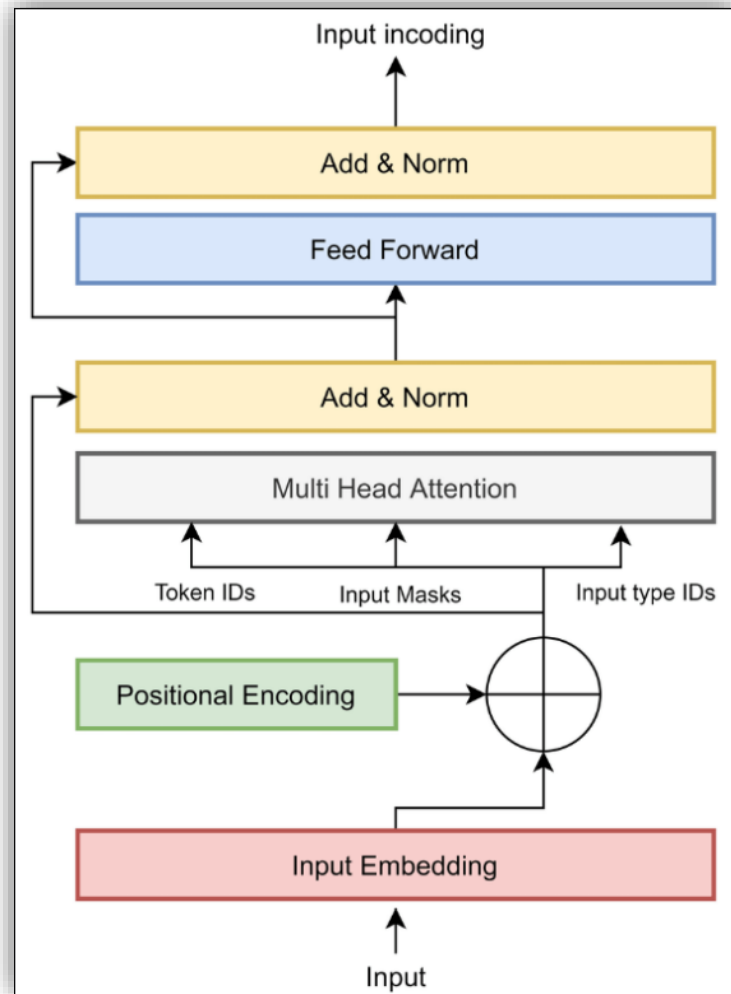 Input incoding
Add & Norm
Feed Forward
Add & Norm
Multi Head Attention
Token IDs
Input Masks
Input type IDs
Positional Encoding
Input Embedding
Input